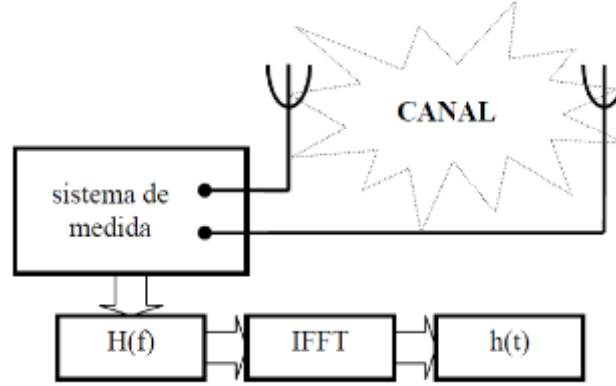 CANAL
sistema de
medida
H(f)
IFFT
h(t)